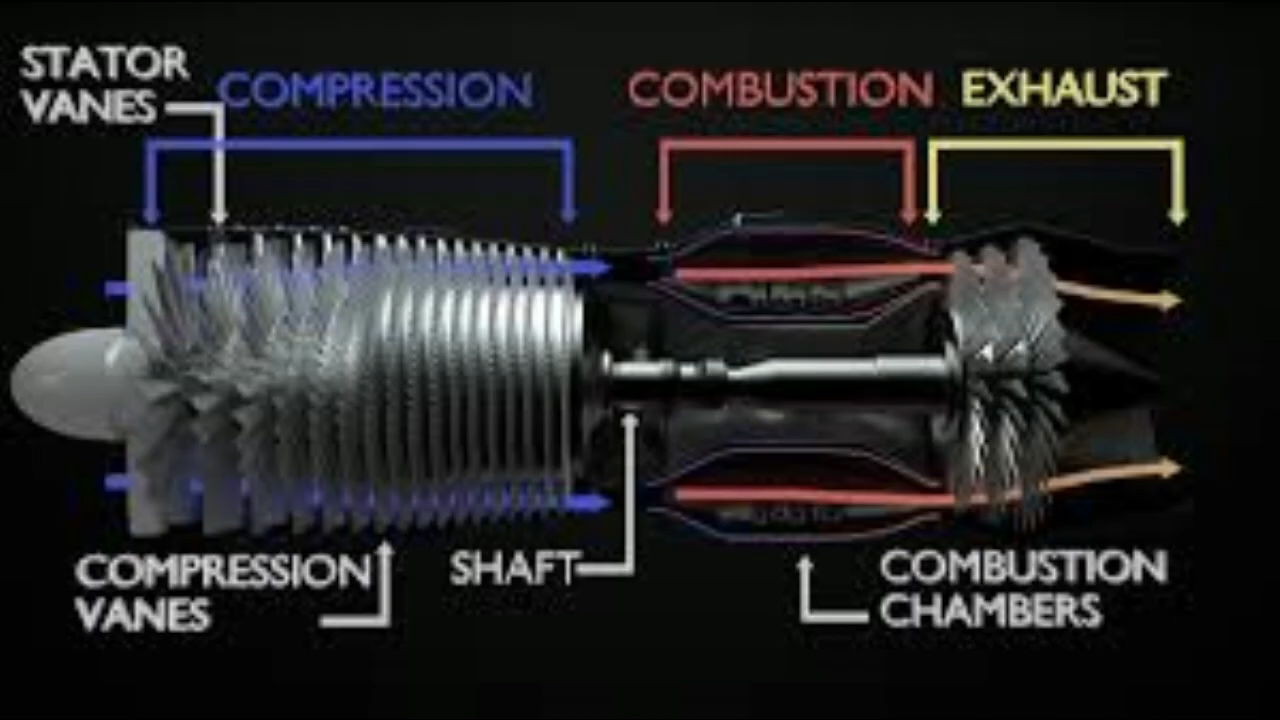 STATOR
VANES
COMPRESSION
COMBUSTION
EXHAUST
COMPRESSION
VANES
SHAFT
COMBUSTION
CHAMBERS